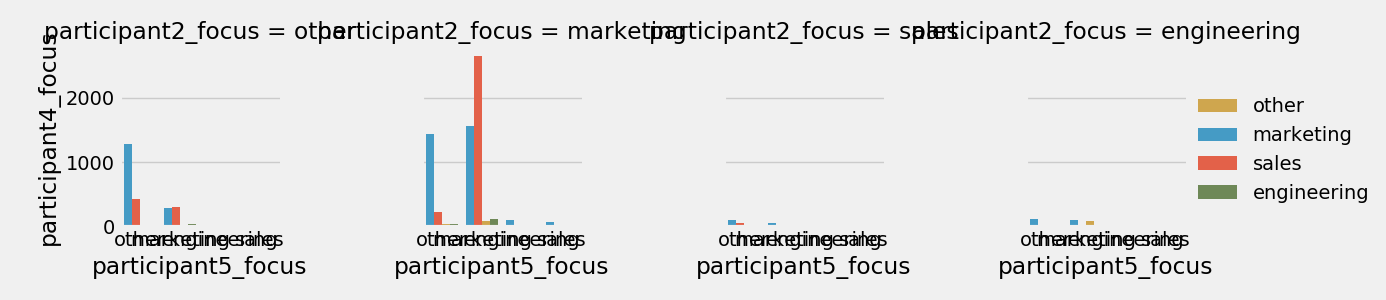 participant2_focus = other
participant2_focus = marketing
participant2_focus = sales
participant2_focus = engineering
participant4_focus
2000
1000
0
other
marketing
sales
engineering
other marketing engineering sales
other marketing engineering sales
other marketing engineering sales
other marketing engineering sales
participant5_focus
participant5_focus
participant5_focus
participant5_focus